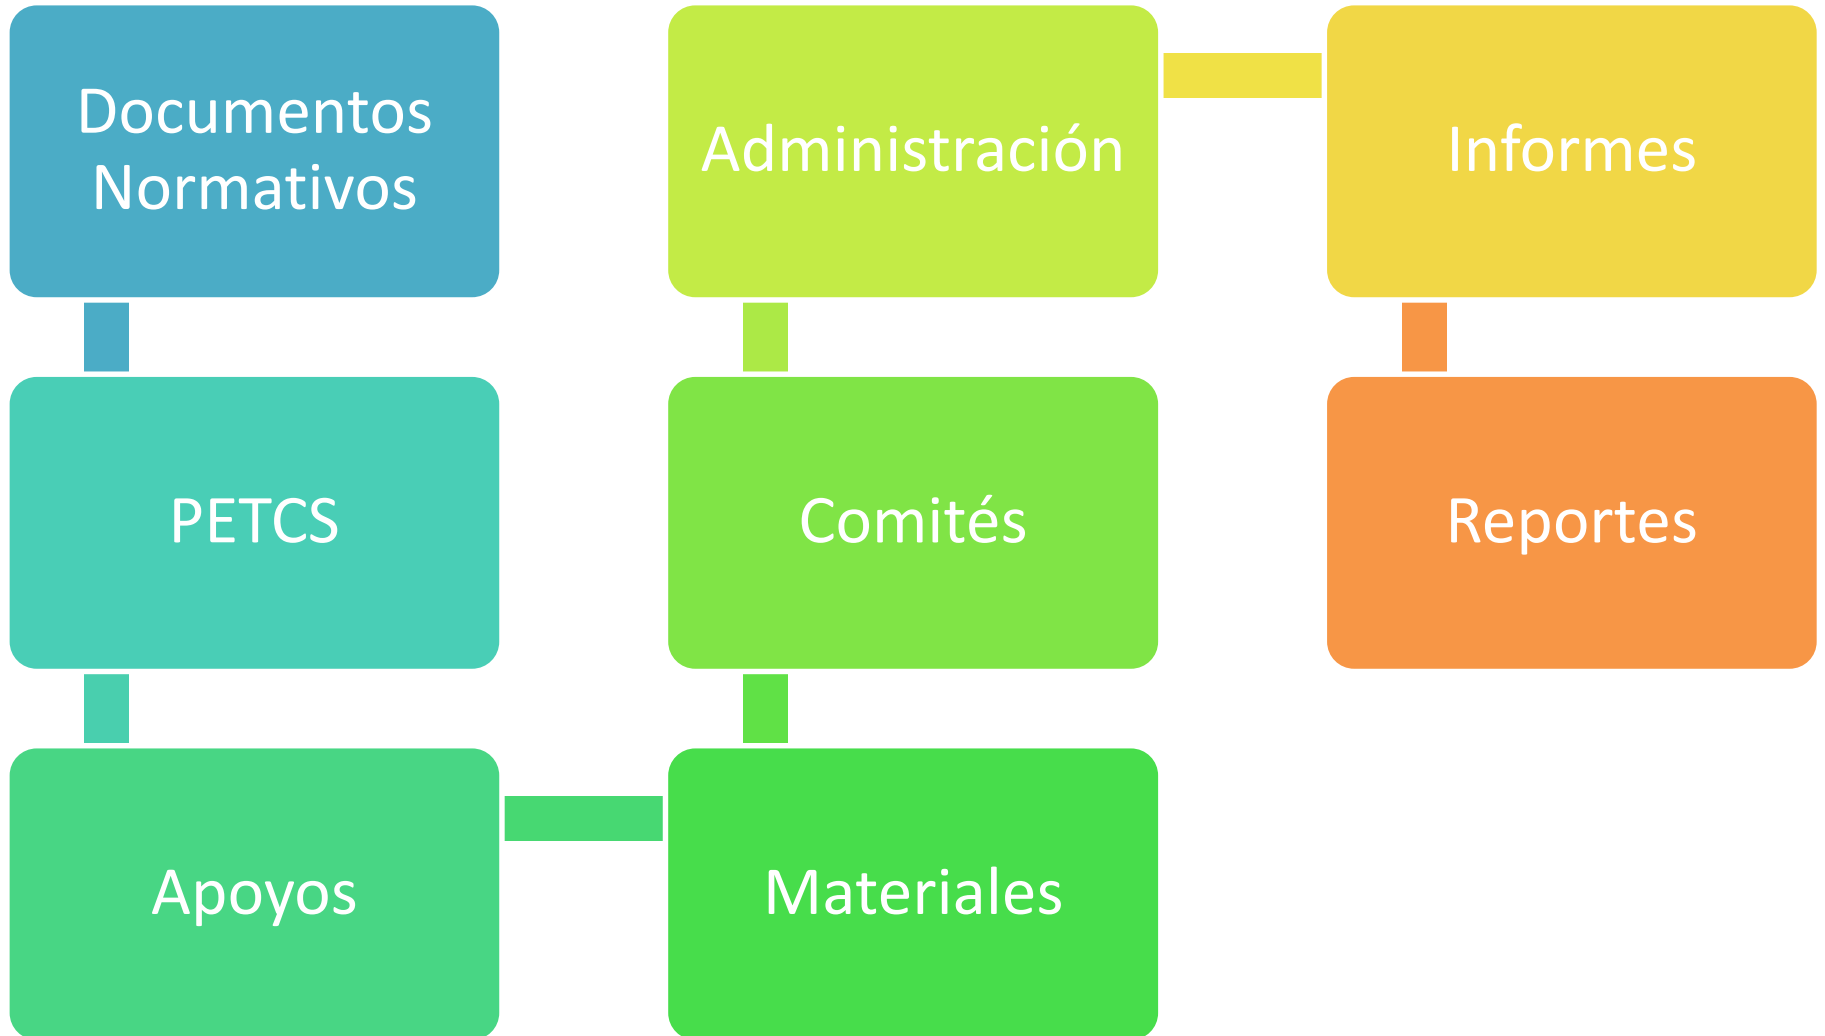 Documentos
Normativos
PETCS
Apoyos
Materiales
Comités
Administración
Informes
Reportes